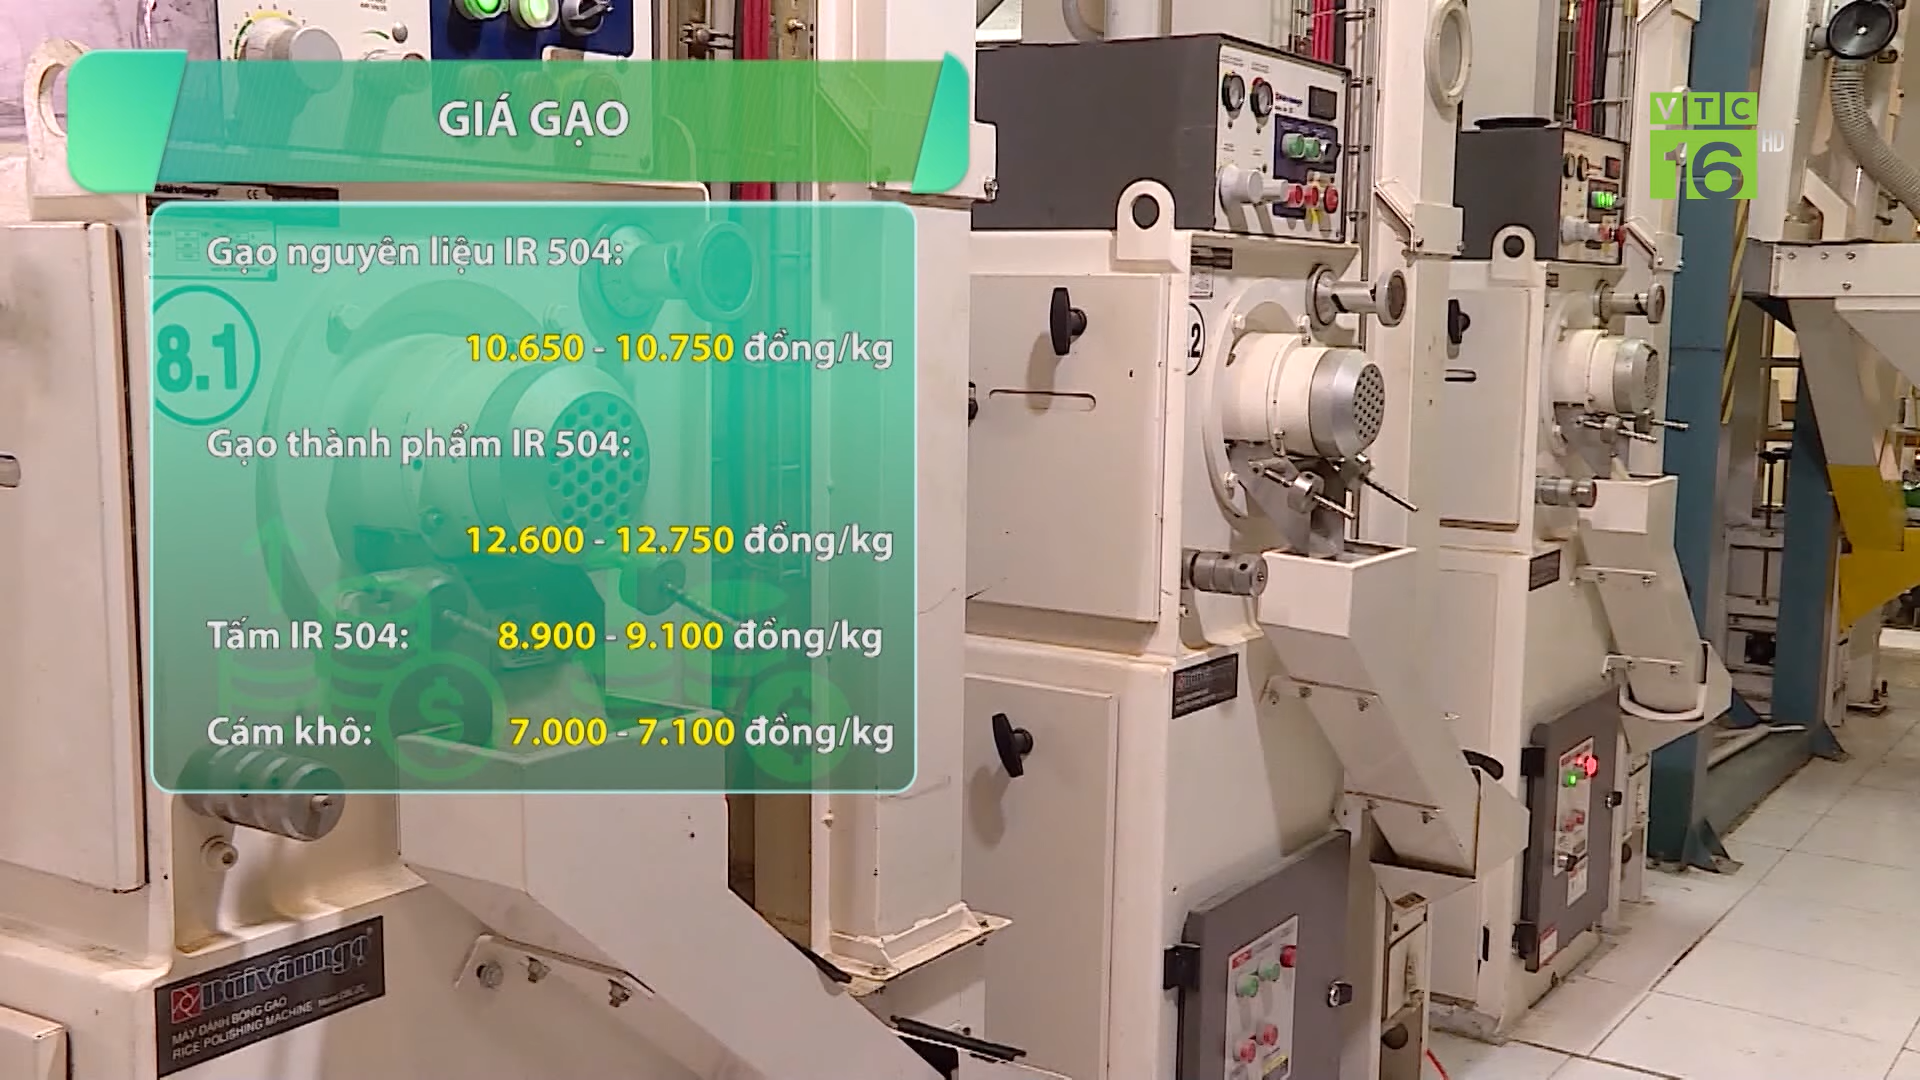 GIÁ GẠO
VTC
16
HD
Gạo nguyên liệu IR 504:
10.650 - 10.750 đồng/kg
Gạo thành phẩm IR 504:
12.600 - 12.750 đồng/kg
Tấm IR 504: 8.900 - 9.100 đồng/kg
Cám khô: 7.000 - 7.100 đồng/kg
8.1
2
Bùivănngọ
MÁY ĐÁNH BÓNG GẠO
RICE POLISHING MACHINE